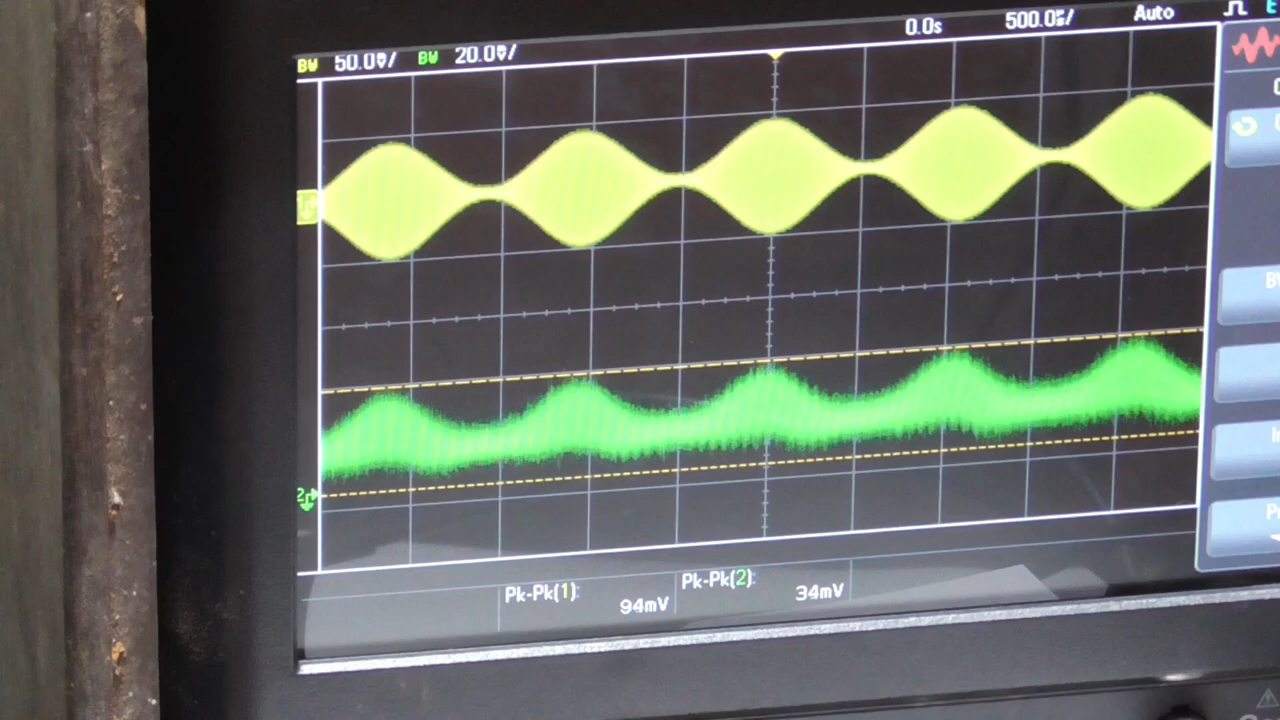 BW 50.0V/ BW 20.0V/ 0.0s 500.0s/ Auto
Pk-Pk(1): Pk-Pk(2):
94mV 34mV